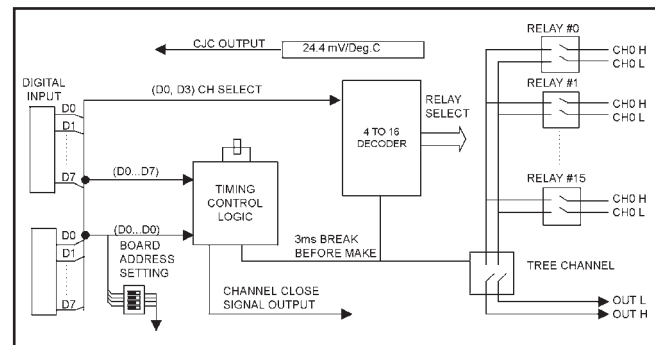 CJC OUTPUT
24.4 mV/Deg.C
RELAY #0
CH0 H
CH0 L
DIGITAL
INPUT
D0
D1
D7
(D0, D3) CH SELECT
4 TO 16
DECODER
RELAY
SELECT
RELAY #1
CH0 H
CH0 L
(D0...D7)
TIMING
CONTROL
LOGIC
RELAY #15
CH0 H
CH0 L
D0
D1
D7
(D0...D0)
BOARD
ADDRESS
SETTING
3ms BREAK
BEFORE MAKE
TREE CHANNEL
CHANNEL CLOSE
SIGNAL OUTPUT
OUT L
OUT H